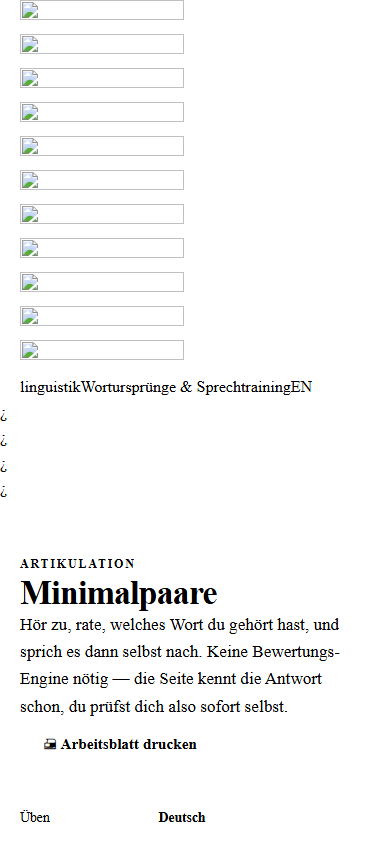 linguistikWortursprünge & SprechtrainingEN
¿
¿
¿
¿
ARTIKULATION
Minimalpaare
Hör zu, rate, welches Wort du gehört hast, und
sprich es dann selbst nach. Keine Bewertungs-
Engine nötig — die Seite kennt die Antwort
schon, du prüfst dich also sofort selbst.
Arbeitsblatt drucken
Üben Deutsch